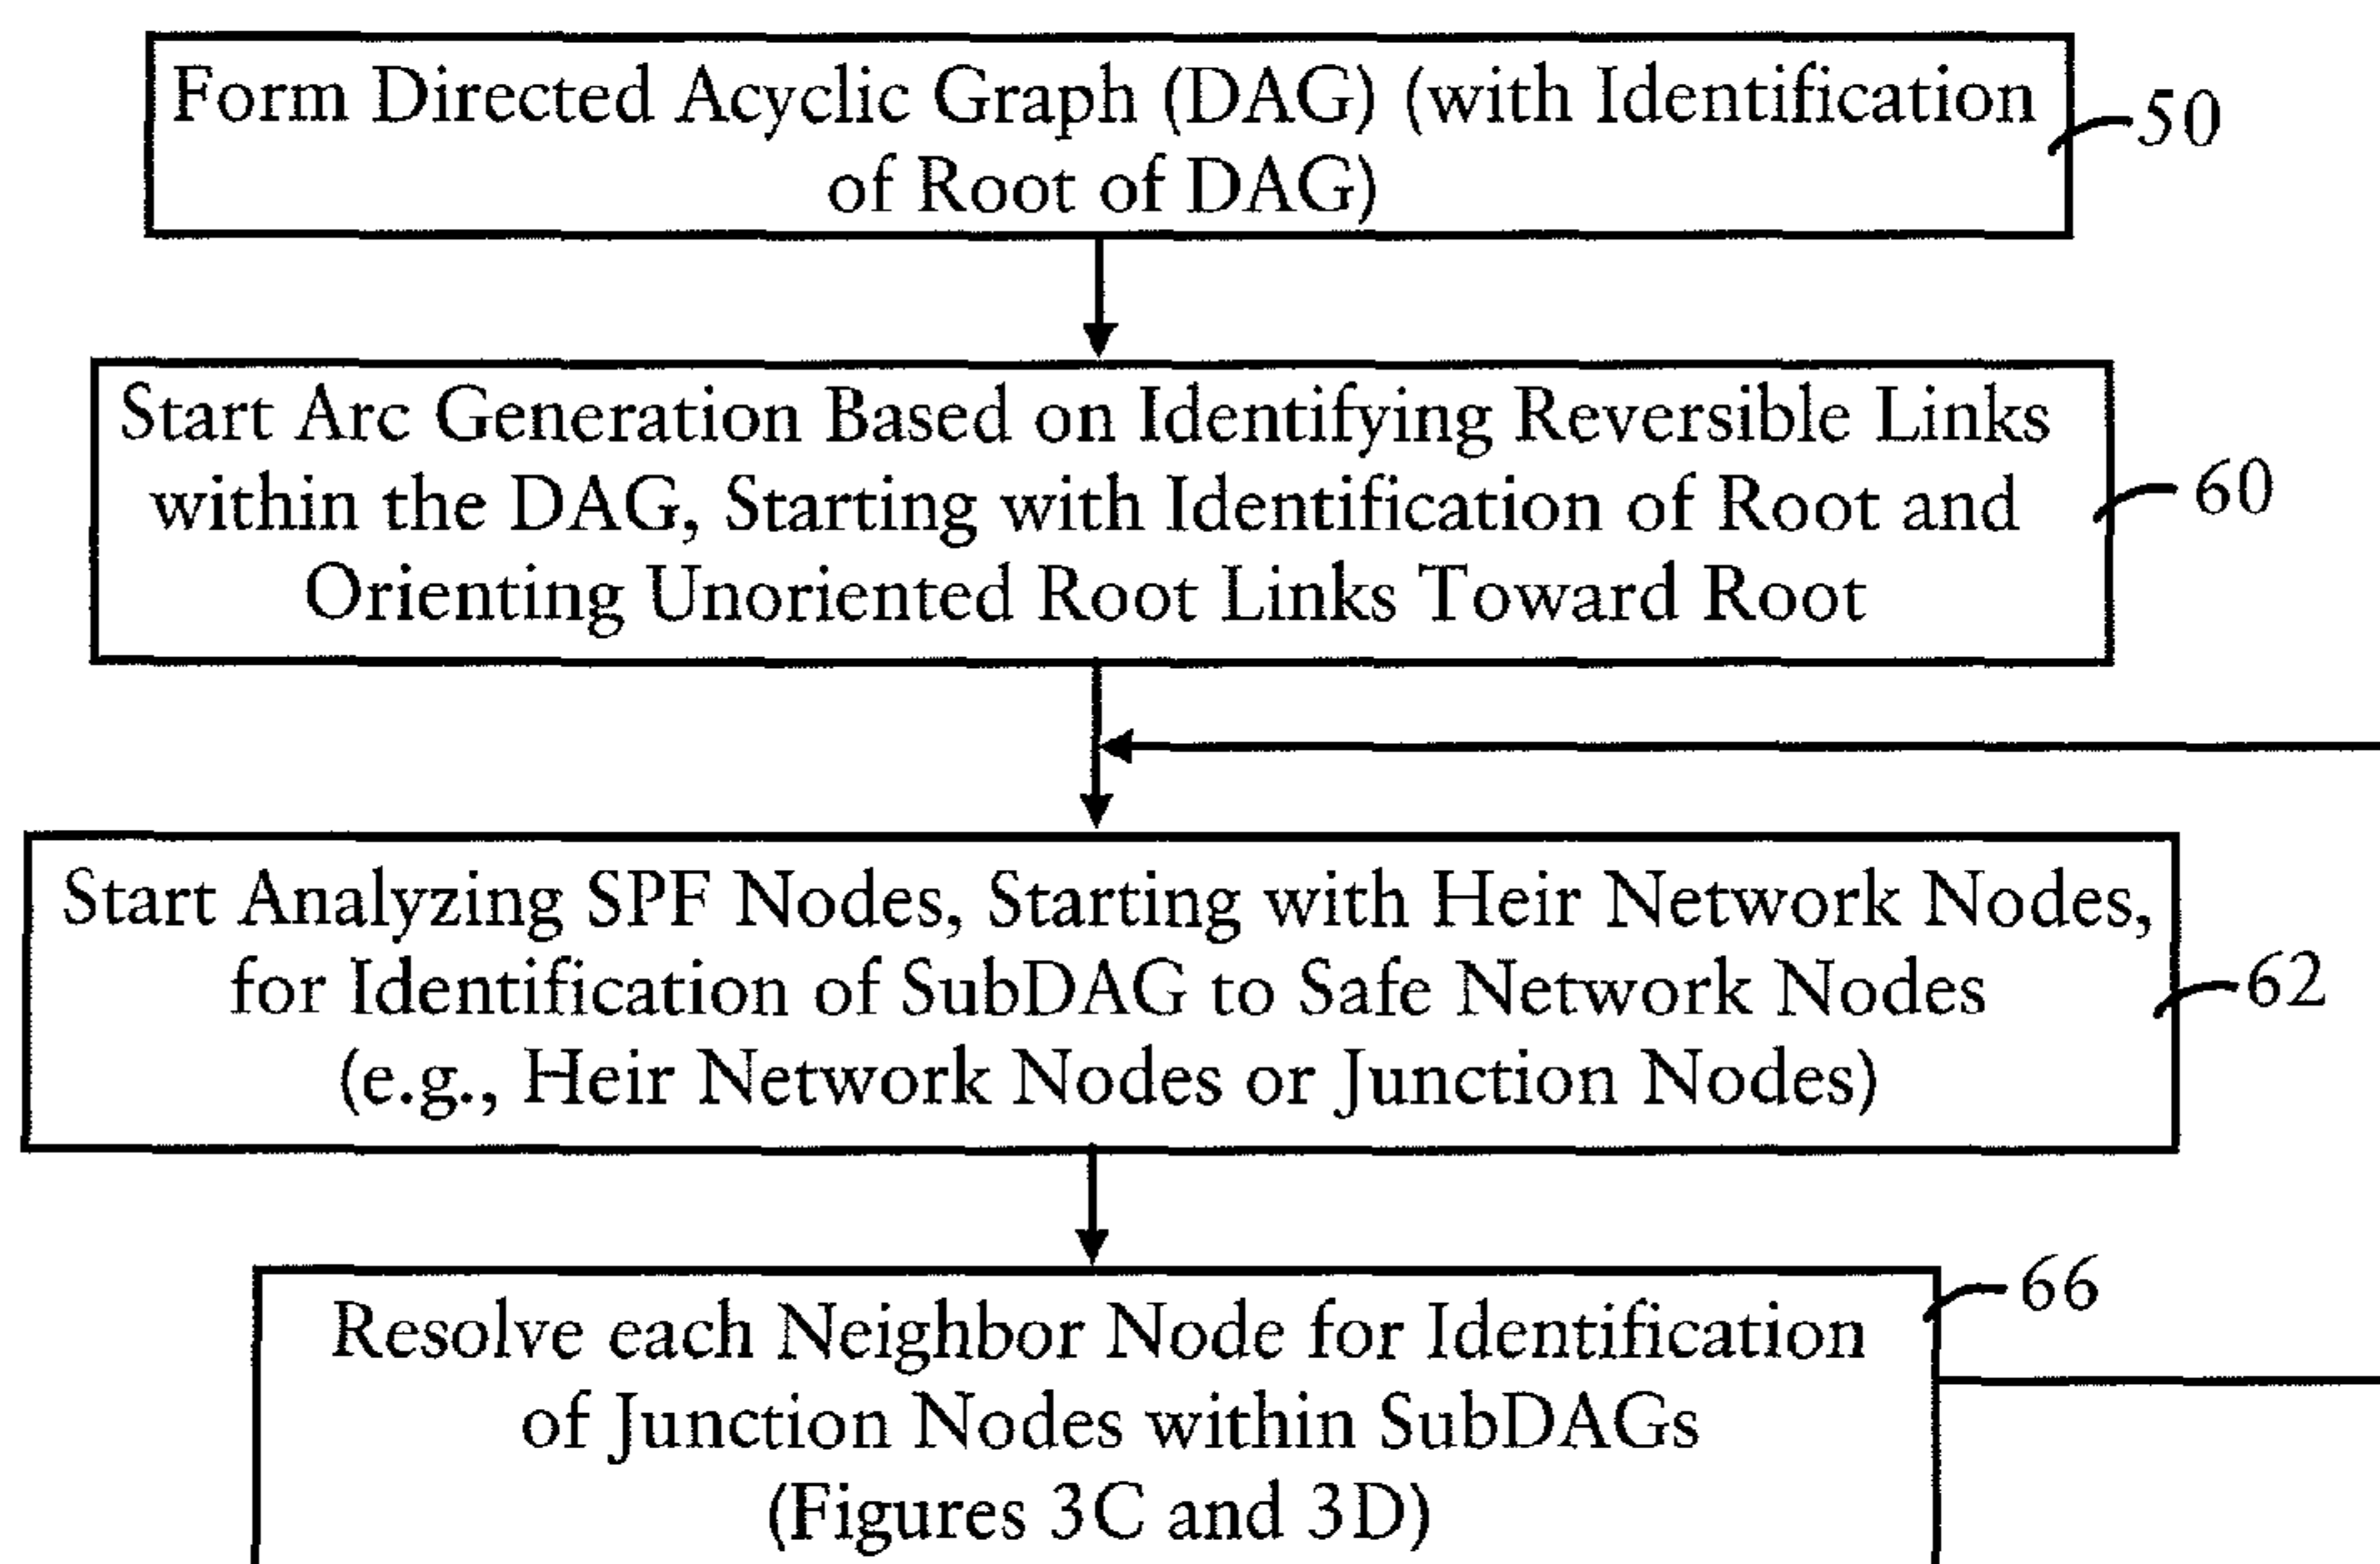 Form Directed Acyclic Graph (DAG) (with Identification
of Root of DAG)
50
Start Arc Generation Based on Identifying Reversible Links
within the DAG, Starting with Identification of Root and
Orienting Unoriented Root Links Toward Root
60
Start Analyzing SPF Nodes, Starting with Heir Network Nodes,
for Identification of SubDAG to Safe Network Nodes
(e.g., Heir Network Nodes or Junction Nodes)
62
Resolve each Neighbor Node for Identification
of Junction Nodes within SubDAGs
(Figures 3C and 3D)
66